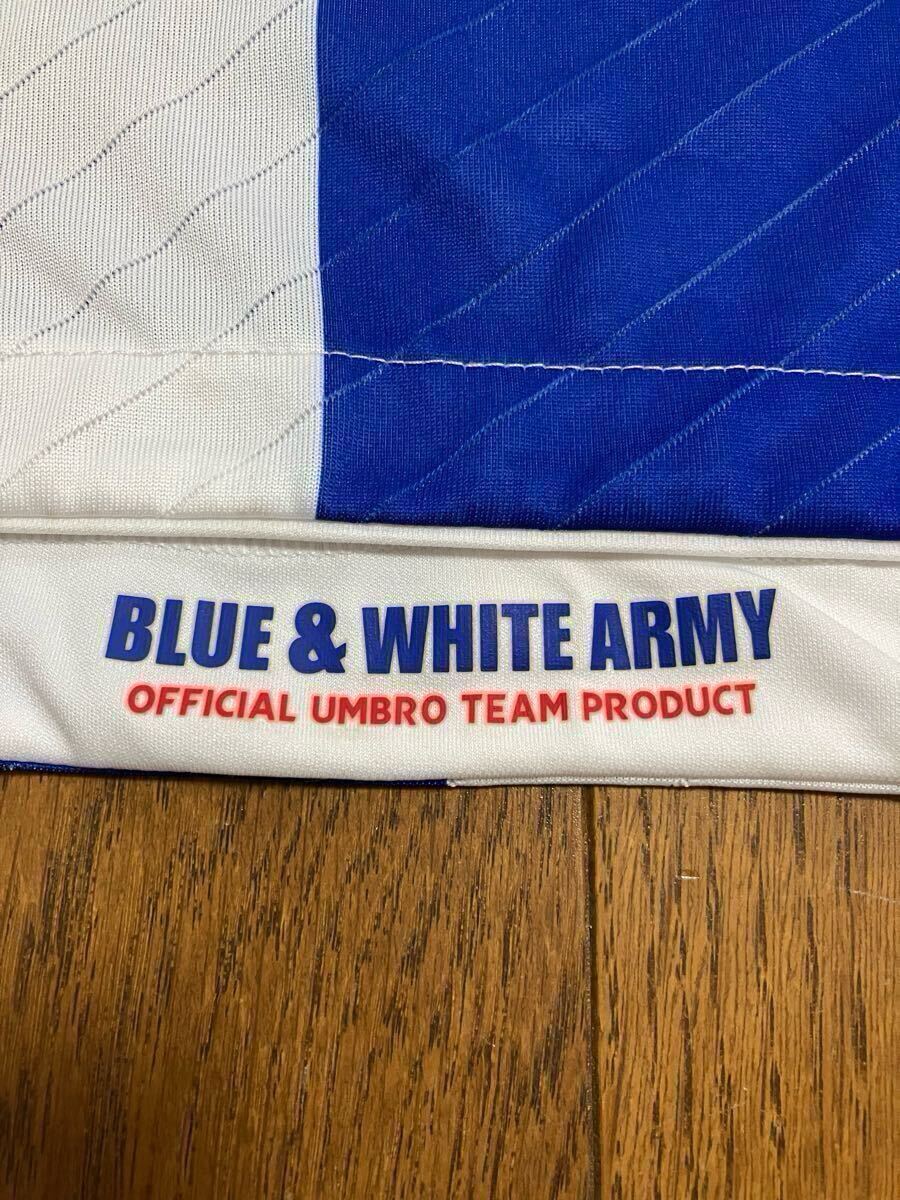 BLUE & WHITE ARMY
OFFICIAL UMBRO TEAM PRODUCT